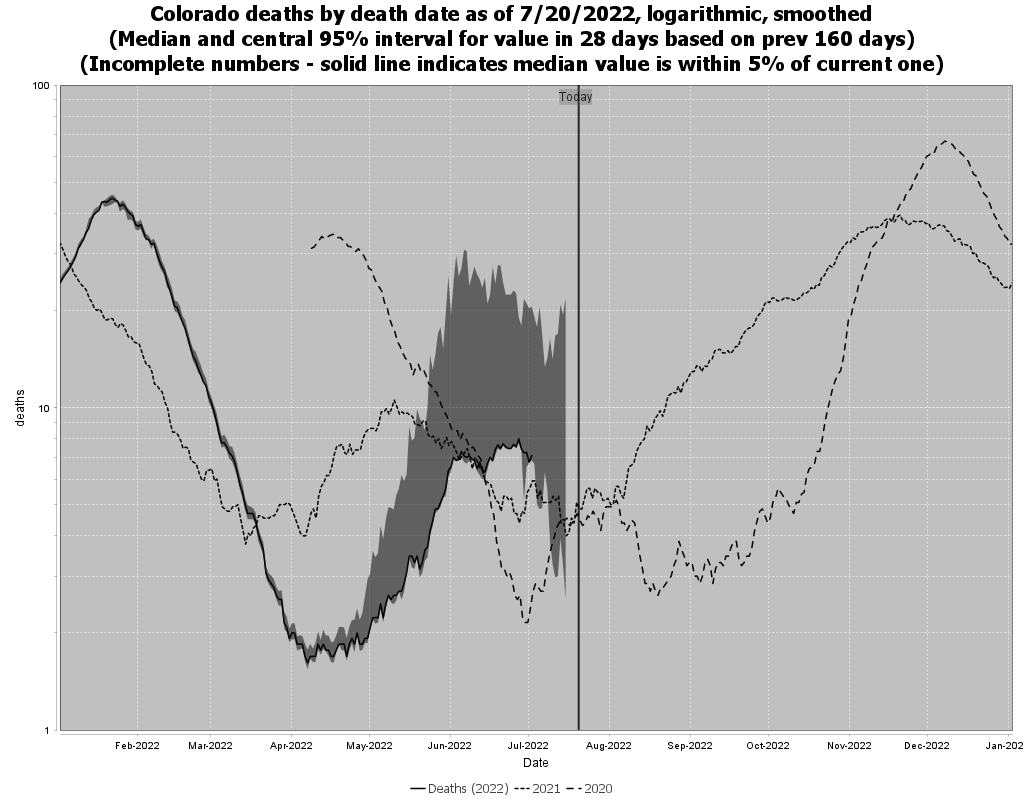 Colorado deaths by death date as of 7/20/2022, logarithmic, smoothed
(Median and central 95% interval for value in 28 days based on prev 160 days)
(Incomplete numbers - solid line indicates median value is within 5% of current one)
Today
100
10
1
deaths
Feb-2022 Mar-2022 Apr-2022 May-2022 Jun-2022 Jul-2022 Aug-2022 Sep-2022 Oct-2022 Nov-2022 Dec-2022 Jan-202
Date
Deaths (2022) 2021 2020